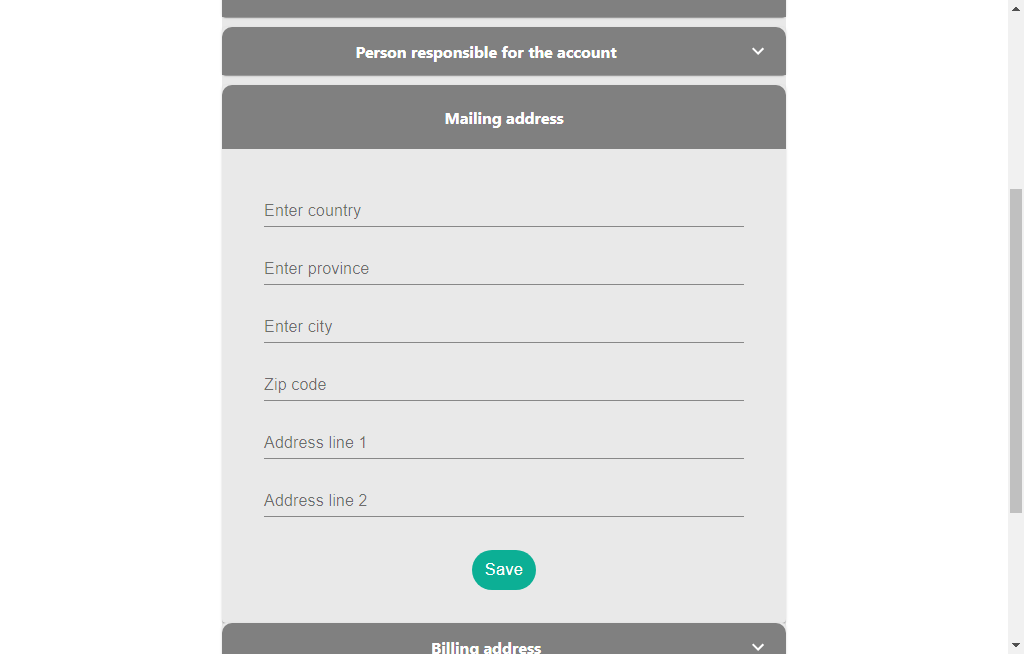 Person responsible for the account
Mailing address
Enter country
Enter province
Enter city
Zip code
Address line 1
Address line 2
Save
Billing address